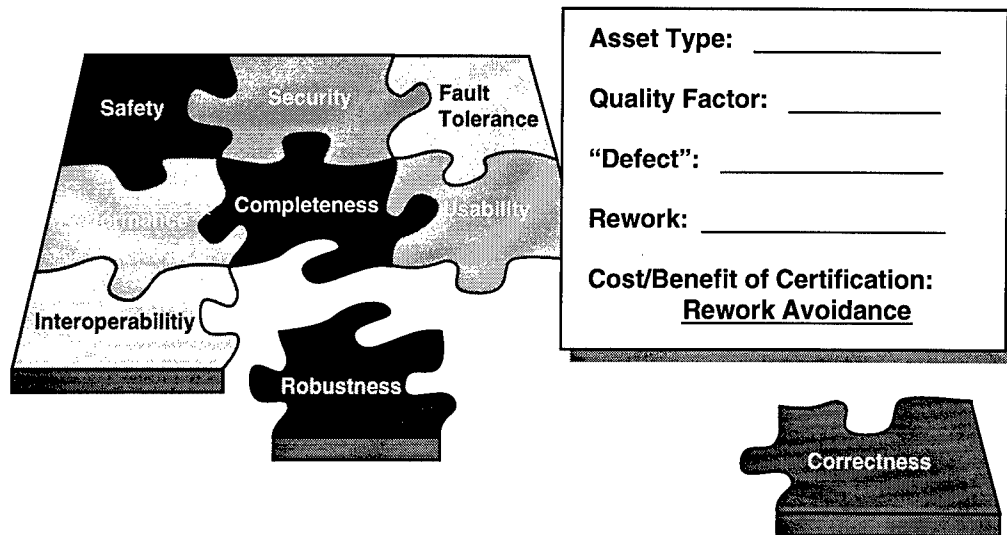 Safety
Security
Fault
Tolerance
Completeness
Usability
Interoperabilitiy
Robustness
Asset Type:
Quality Factor:
“Defect”:
Rework:
Cost/Benefit of Certification:
Rework Avoidance
Correctness